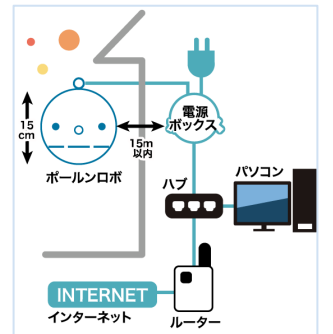 15
cm
15m
以内
電源
ボックス
ポールンロボ
ハブ
パソコン
INTERNET
インターネット
ルーター